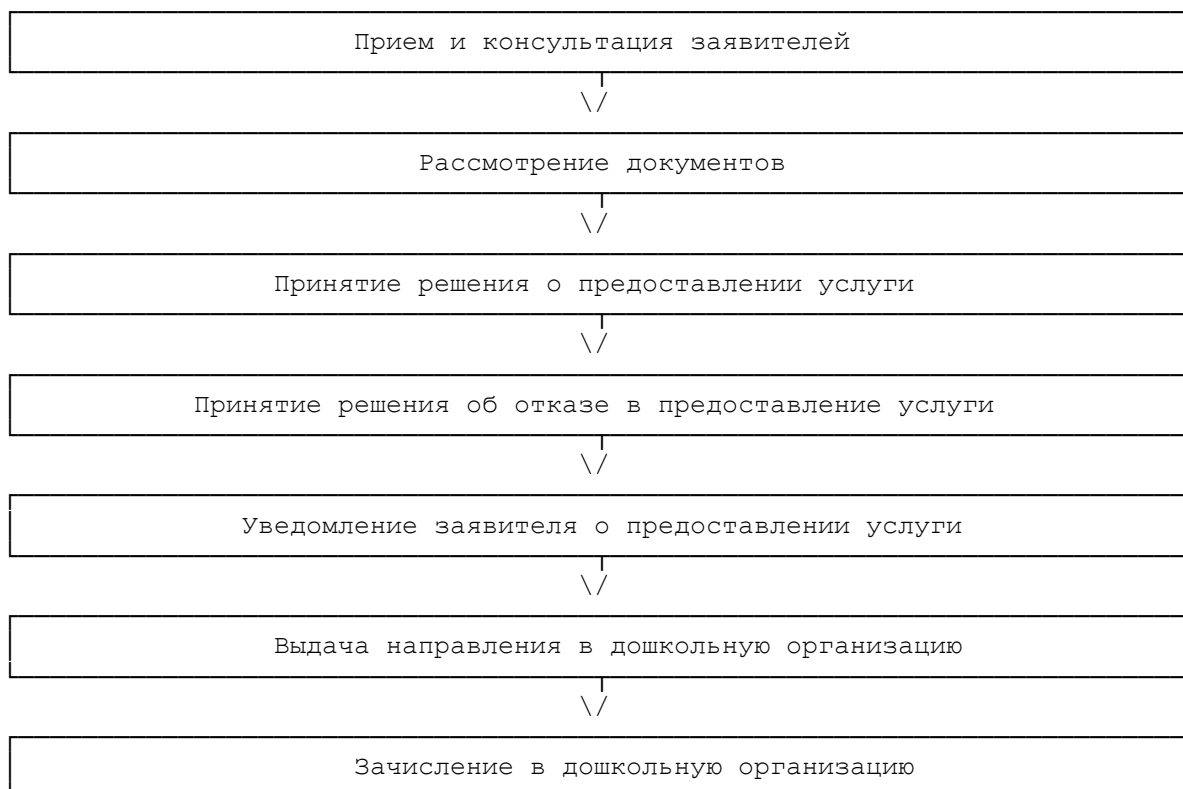 Прием и консультация заявителей
\/
Рассмотрение документов
\/
Принятие решения о предоставлении услуги
\/
Принятие решения об отказе в предоставление услуги
\/
Уведомление заявителя о предоставлении услуги
\/
Выдача направления в дошкольную организацию
\/
Зачисление в дошкольную организацию